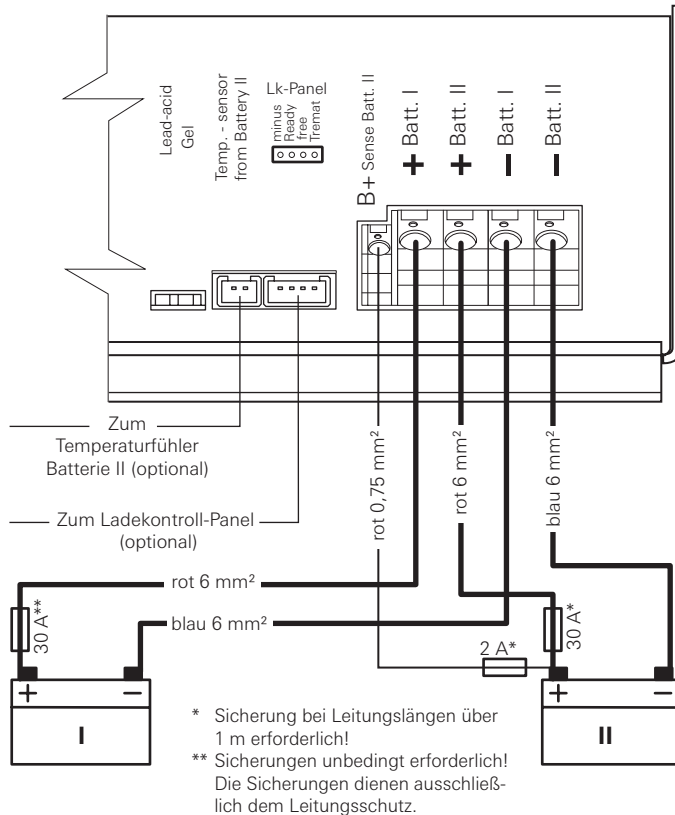 Lead-acid
Gel
Temp. - sensor
from Battery II
Lk-Panel
minus
Ready
free
Tremat
B+ Sense Batt. II
+ Batt. I
+ Batt. II
− Batt. I
− Batt. II
Zum
Temperaturfühler
Batterie II (optional)
Zum Ladekontroll-Panel
(optional)
rot 0,75 mm²
rot 6 mm²
blau 6 mm²
rot 6 mm²
blau 6 mm²
30 A**
2 A*
30 A*
+ −
I
+ −
II
* Sicherung bei Leitungslängen über
1 m erforderlich!
** Sicherungen unbedingt erforderlich!
Die Sicherungen dienen ausschließ-
lich dem Leitungsschutz.